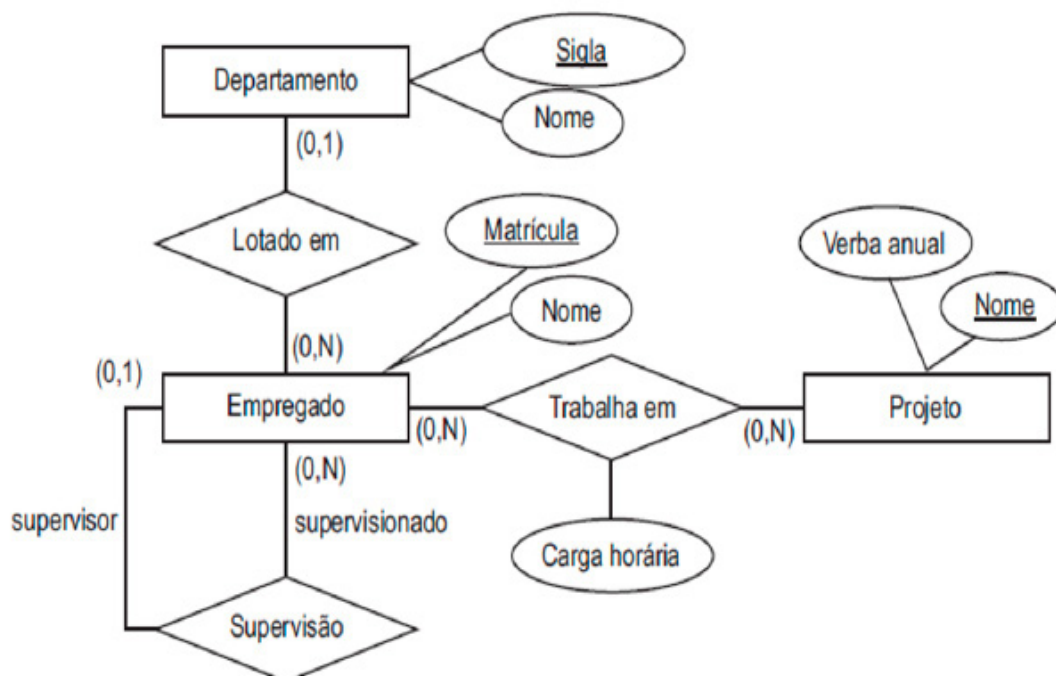 Departamento
Sigla
Nome
(0,1)
Lotado em
Matrícula
Nome
Verba anual
Nome
(0,N)
(0,1)
Empregado
(0,N)
Trabalha em
(0,N)
Projeto
(0,N)
supervisor
supervisionado
Carga horária
Supervisão